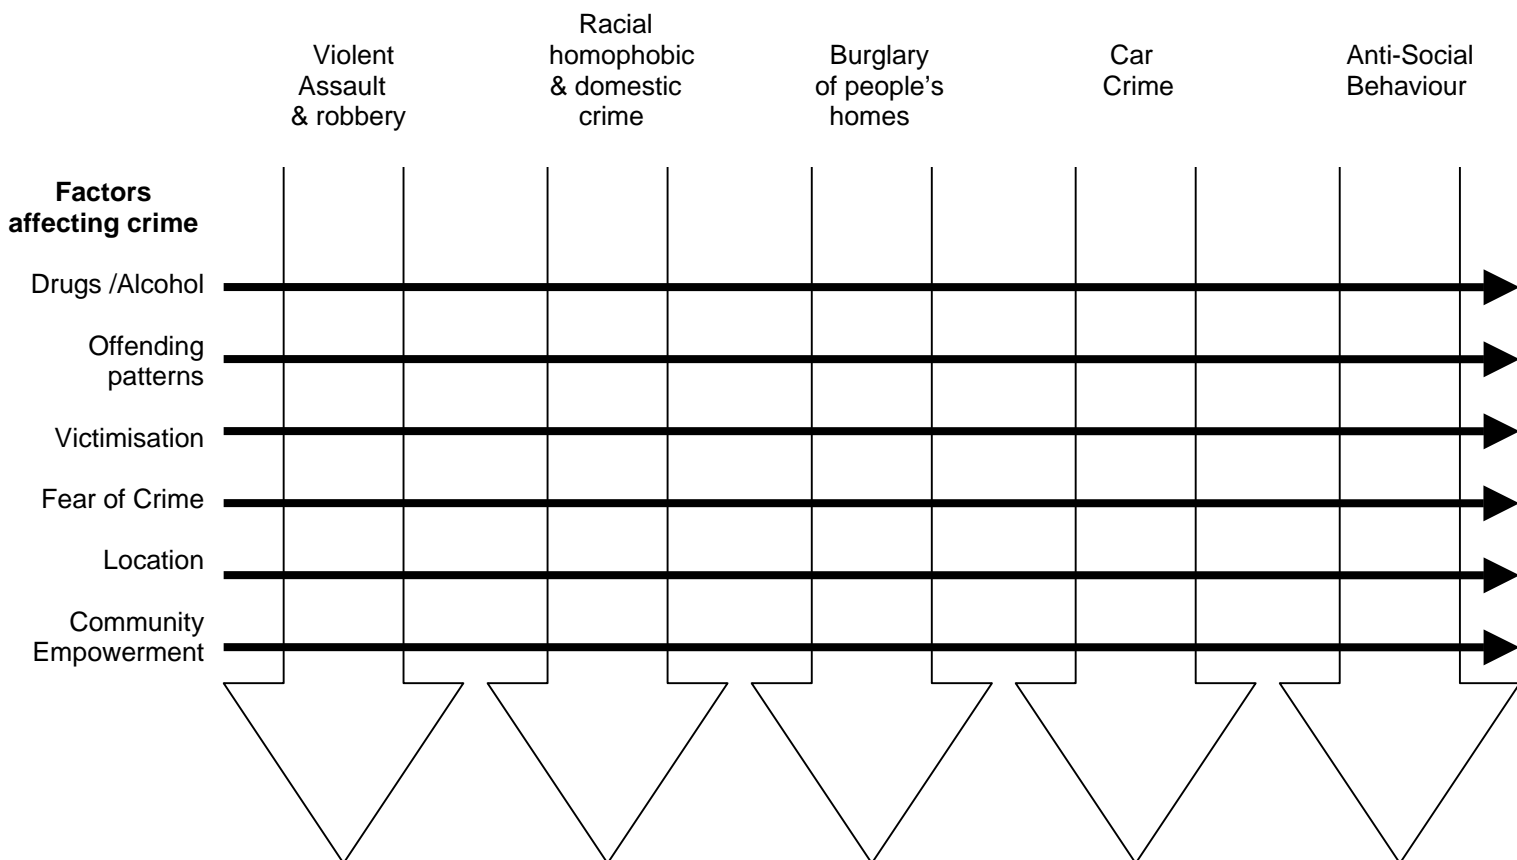 Violent
Assault
& robbery
Racial
homophobic
& domestic
crime
Burglary
of people's
homes
Car
Crime
Anti-Social
Behaviour
Factors
affecting crime
Drugs /Alcohol
Offending
patterns
Victimisation
Fear of Crime
Location
Community
Empowerment